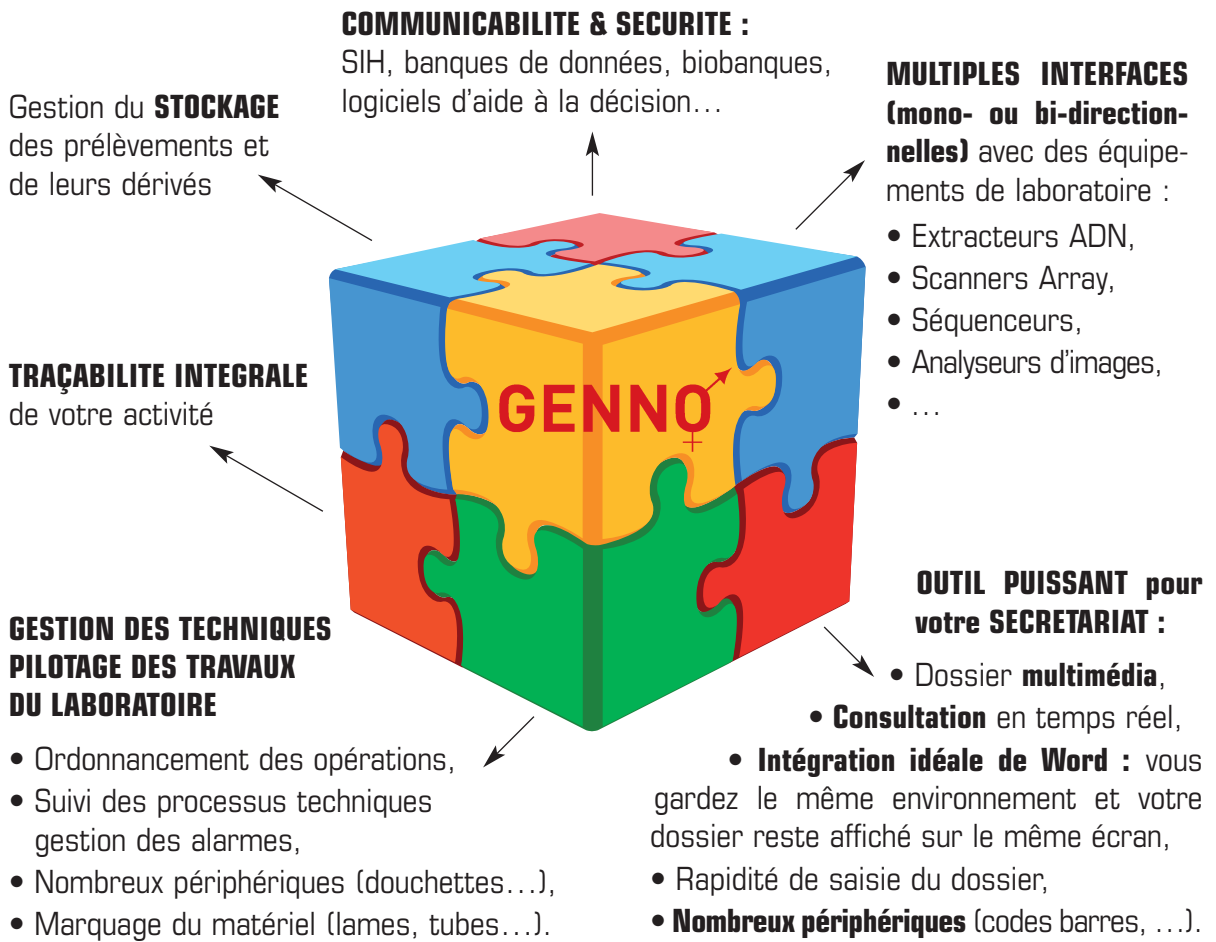 COMMUNICABILITE & SECURITE :
SIH, banques de données, biobanques,
logiciels d'aide à la décision...
Gestion du STOCKAGE
des prélèvements et
de leurs dérivés
MULTIPLES INTERFACES
(mono- ou bi-direction-
nelles) avec des équipe-
ments de laboratoire :
• Extracteurs ADN,
• Scanners Array,
• Séquenceurs,
• Analyseurs d'images,
• ...
TRAÇABILITE INTEGRALE
de votre activité
GENNO
GESTION DES TECHNIQUES
PILOTAGE DES TRAVAUX
DU LABORATOIRE
• Ordonnancement des opérations,
• Suivi des processus techniques
gestion des alarmes,
• Nombreux périphériques (douchettes...),
• Marquage du matériel (lames, tubes...).
OUTIL PUISSANT pour
votre SECRETARIAT :
• Dossier multimédia,
• Consultation en temps réel,
• Intégration idéale de Word : vous
gardez le même environnement et votre
dossier reste affiché sur le même écran,
• Rapidité de saisie du dossier,
• Nombreux périphériques (codes barres, ...).